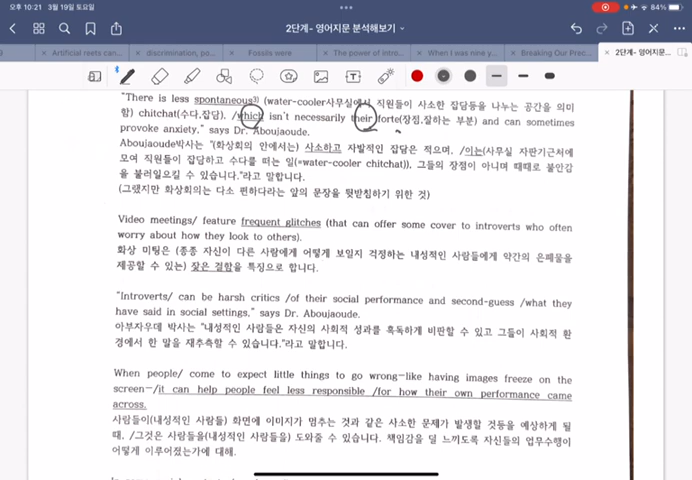 오후 10:21 3월 19일 토요일
84%
2단계- 영어지문 분석해보기
Artificial reets can...
discrimination, po...
Fossils were
The power of intro...
When I was nine y...
Breaking Our Prec...
2단계- 영어지문...
"There is less spontaneous3) (water-cooler사무실에서 직원들이 사소한 잡담등을 나누는 공간을 의미
함) chitchat(수다,잡담), /which isn't necessarily their forte(장점,잘하는 부분) and can sometimes
provoke anxiety," says Dr. Aboujaoude.
Aboujaoude박사는 "(화상회의 안에서는) 사소하고 자발적인 잡담은 적으며, /이는(사무실 자판기근처에
모여 직원들이 잡담하고 수다를 떠는 일(=water-cooler chitchat)), 그들의 장점이 아니며 때때로 불안감
을 불러일으킬 수 있습니다."라고 말합니다.
(그랬지만 화상회의는 다소 편하다라는 앞의 문장을 뒷받침하기 위한 것)
Video meetings/ feature frequent glitches (that can offer some cover to introverts who often
worry about how they look to others).
화상 미팅은 (종종 자신이 다른 사람에게 어떻게 보일지 걱정하는 내성적인 사람들에게 약간의 은폐물을
제공할 수 있는) 잦은 결함을 특징으로 합니다.
"Introverts/ can be harsh critics /of their social performance and second-guess /what they
have said in social settings," says Dr. Aboujaoude.
아부자우데 박사는 "내성적인 사람들은 자신의 사회적 성과를 혹독하게 비판할 수 있고 그들이 사회적 환
경에서 한 말을 재추측할 수 있습니다."라고 말합니다.
When people/ come to expect little things to go wrong—like having images freeze on the
screen—/it can help people feel less responsible /for how their own performance came
across.
사람들이(내성적인 사람들) 화면에 이미지가 멈추는 것과 같은 사소한 문제가 발생할 것등을 예상하게 될
때, /그것은 사람들을(내성적인 사람들을) 도와줄 수 있습니다. 책임감을 덜 느끼도록 자신들의 업무수행이
어떻게 이루어졌는가에 대해.